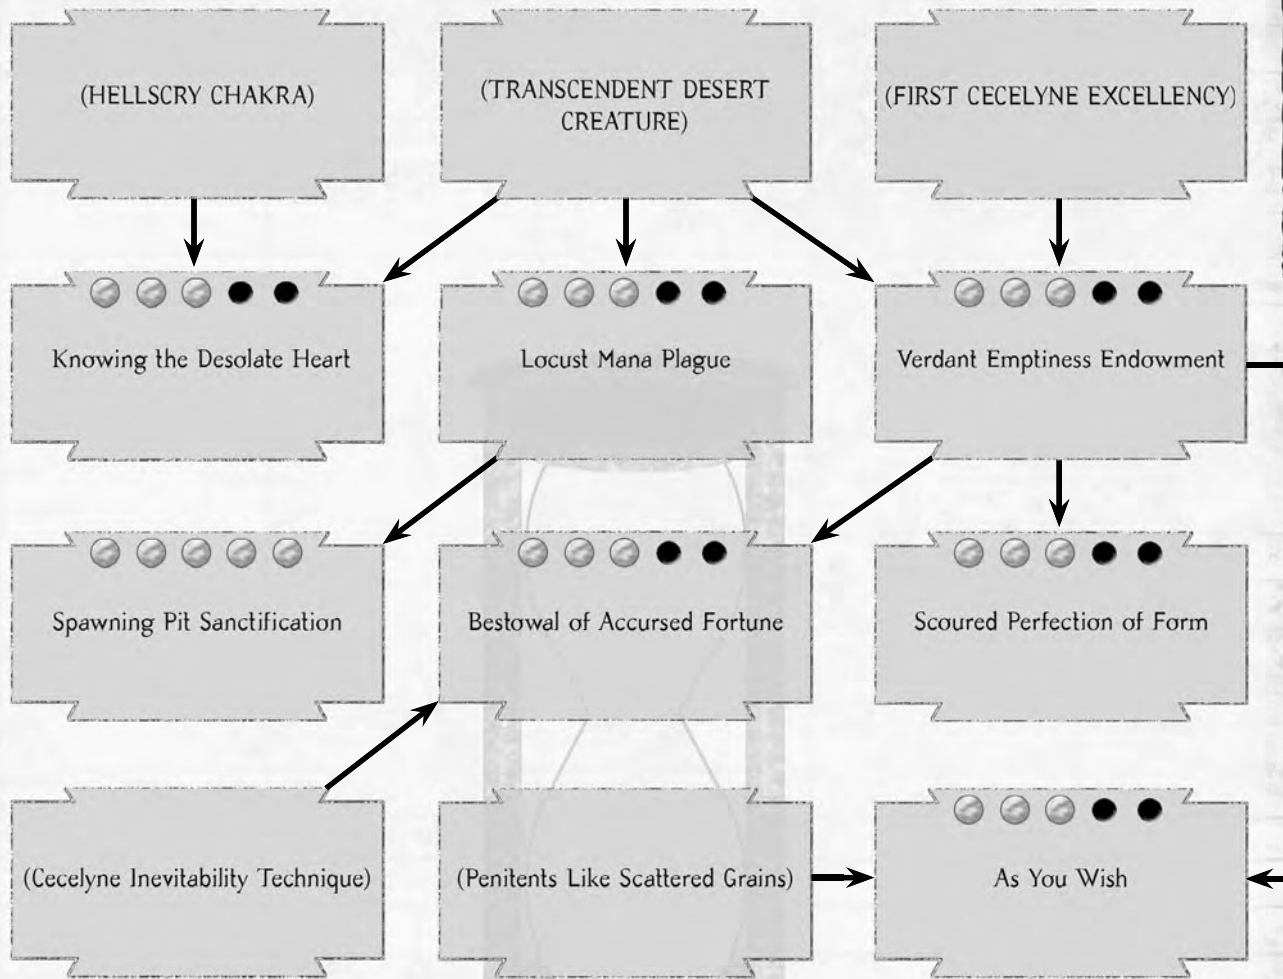 (HELLSCRY CHAKRA)
(TRANSCENDENT DESERT
CREATURE)
(FIRST CECELYNE EXCELLENCY)
Knowing the Desolate Heart
Locust Mana Plague
Verdant Emptiness Endowment
Spawning Pit Sanctification
Bestowal of Accursed Fortune
Scoured Perfection of Form
(Cecelyne Inevitability Technique)
(Penitents Like Scattered Grains)
As You Wish